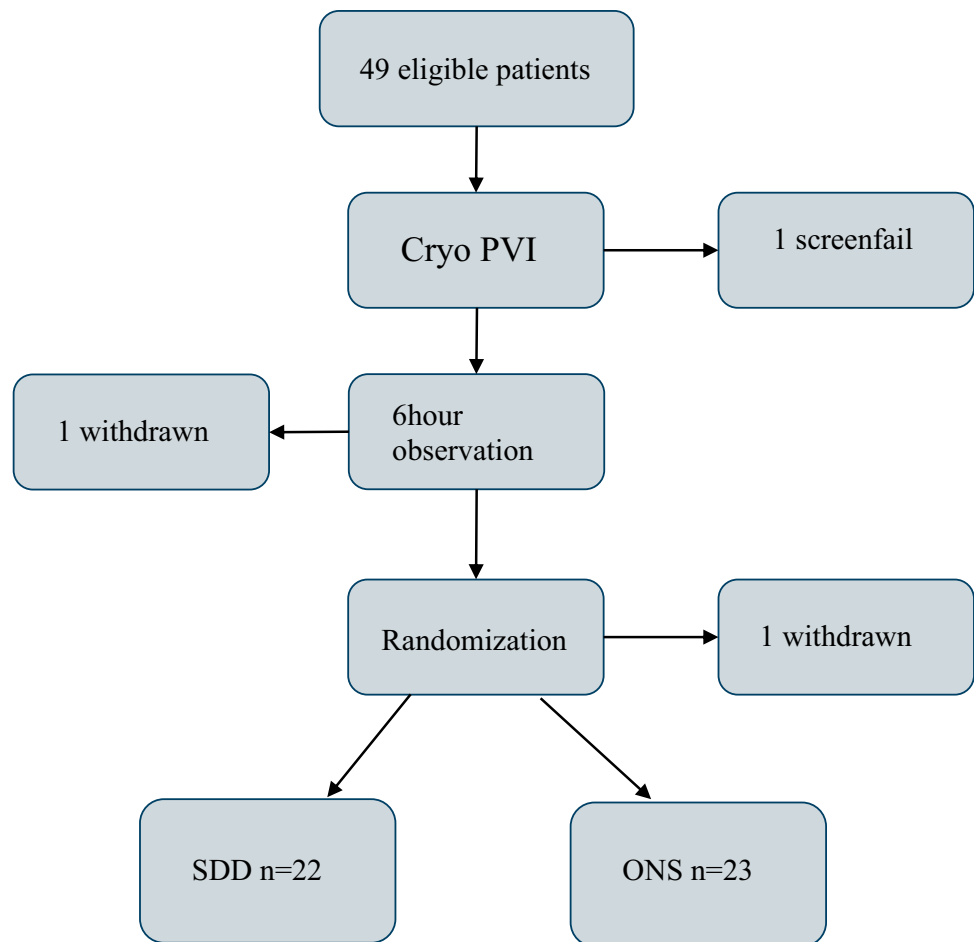 49 eligible patients
Cryo PVI
1 screenfail
1 withdrawn
6hour
observation
Randomization
1 withdrawn
SDD n=22
ONS n=23